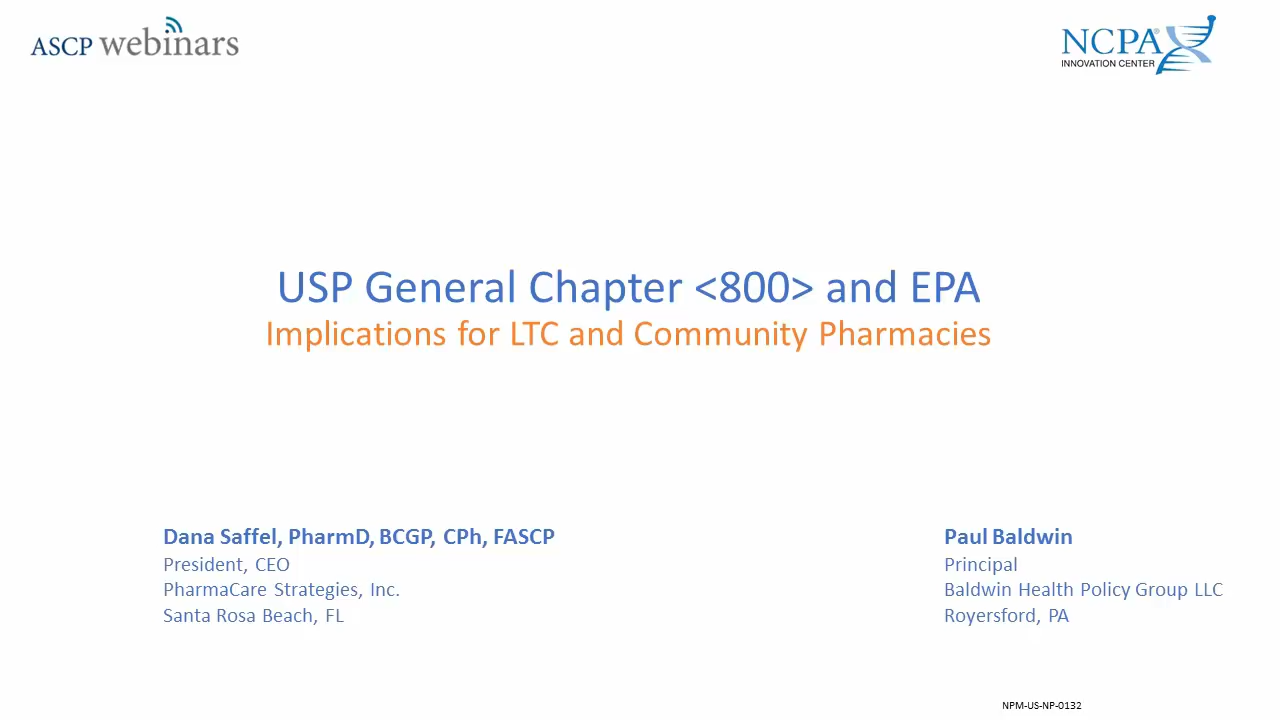 ASCP webinars
NCPA®
INNOVATION CENTER
USP General Chapter <800> and EPA
Implications for LTC and Community Pharmacies
Dana Saffel, PharmD, BCGP, CPh, FASCP
President, CEO
PharmaCare Strategies, Inc.
Santa Rosa Beach, FL
Paul Baldwin
Principal
Baldwin Health Policy Group LLC
Royersford, PA
NPM-US-NP-0132